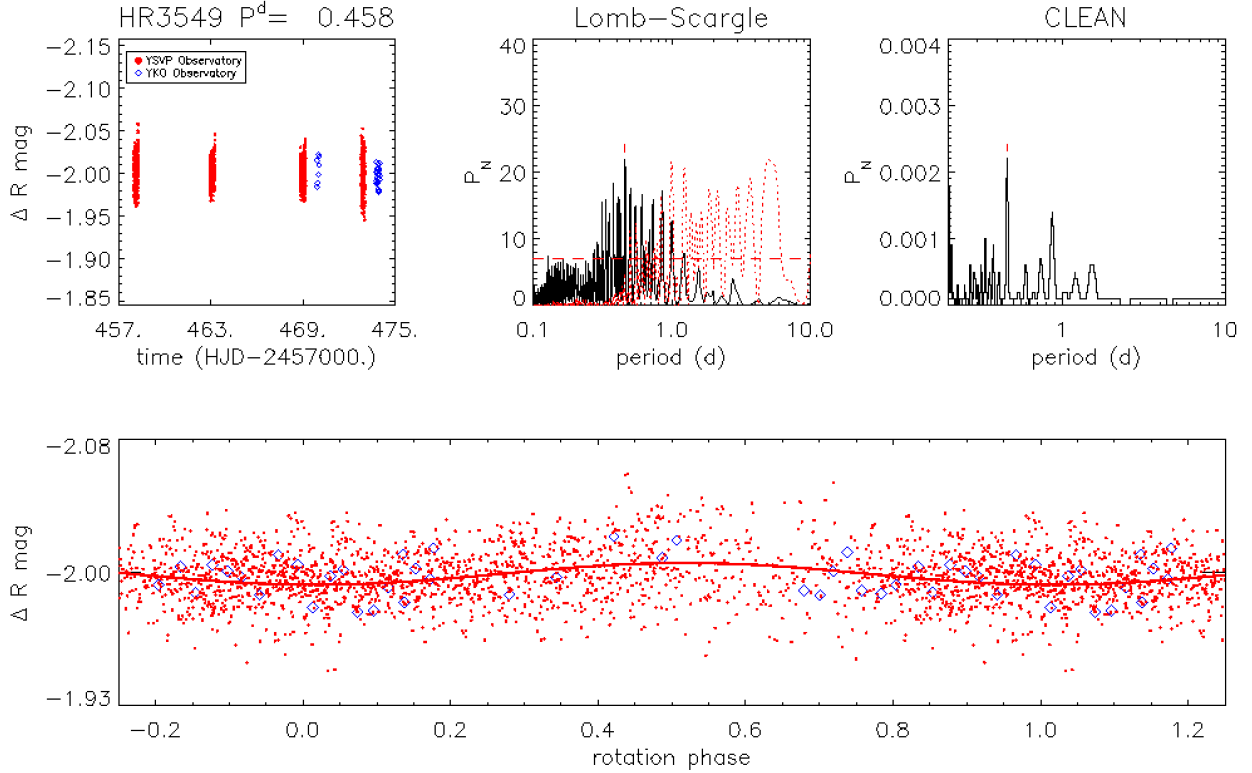 HR3549 P^d= 0.458
Lomb-Scargle
CLEAN
-2.15
-2.10
-2.05
-2.00
-1.95
-1.90
-1.85
Δ R mag
YSVP Observatory
YKO Observatory
457. 463. 469. 475.
time (HJD-2457000.)
40
30
20
10
0
P_N
0.1 1.0 10.0
period (d)
0.004
0.003
0.002
0.001
0.000
P_N
1 10
period (d)
-2.08
-2.00
-1.93
Δ R mag
-0.2 0.0 0.2 0.4 0.6 0.8 1.0 1.2
rotation phase